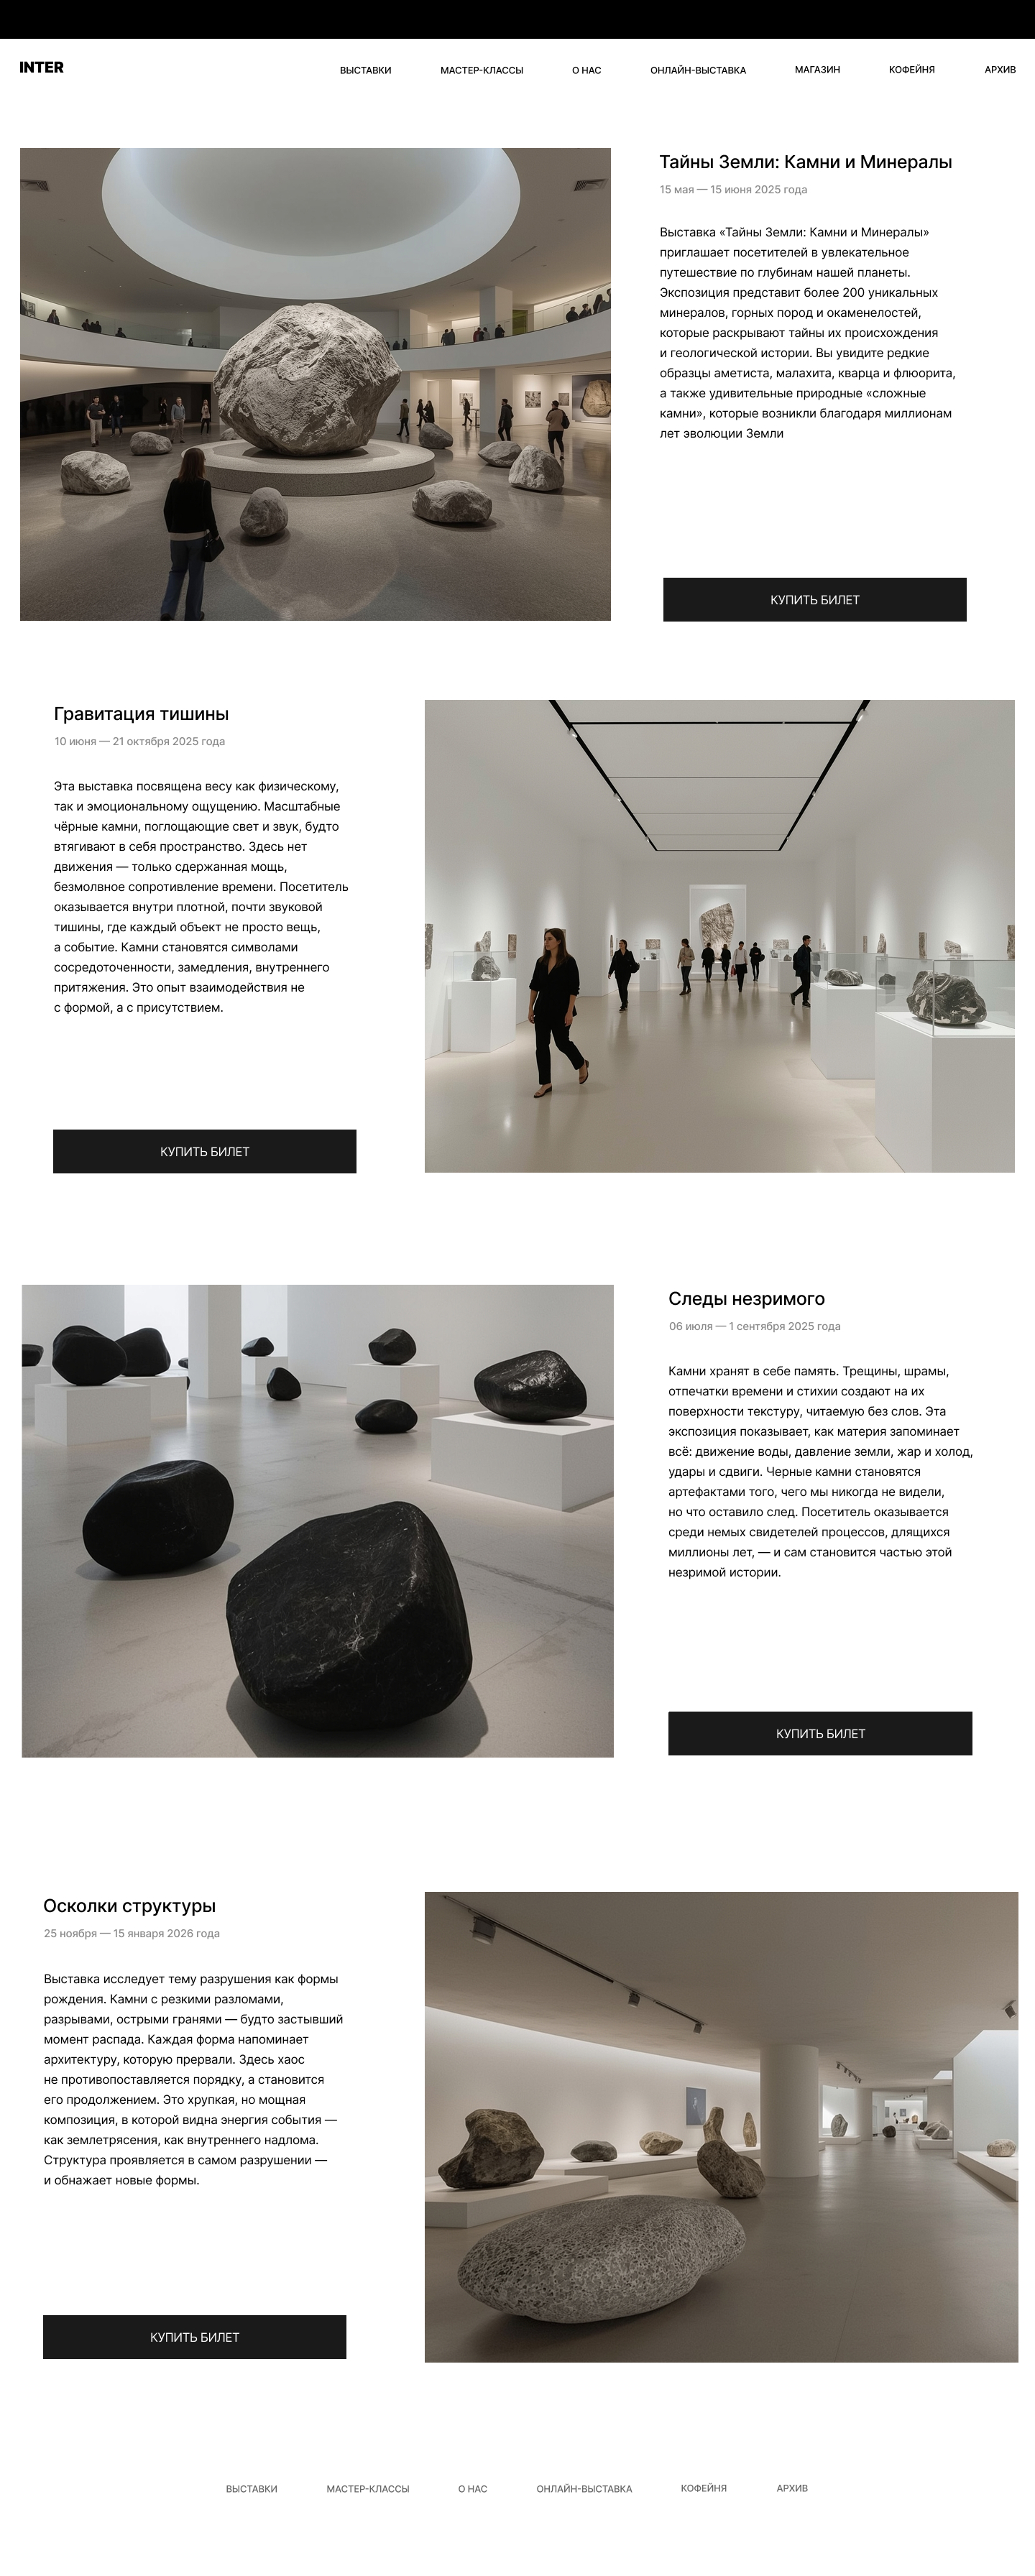 INTER
ВЫСТАВКИ МАСТЕР-КЛАССЫ О НАС ОНЛАЙН-ВЫСТАВКА МАГАЗИН КОФЕЙНЯ АРХИВ
Тайны Земли: Камни и Минералы
15 мая — 15 июня 2025 года
Выставка «Тайны Земли: Камни и Минералы»
приглашает посетителей в увлекательное
путешествие по глубинам нашей планеты.
Экспозиция представит более 200 уникальных
минералов, горных пород и окаменелостей,
которые раскрывают тайны их происхождения
и геологической истории. Вы увидите редкие
образцы аметиста, малахита, кварца и флюорита,
а также удивительные природные «сложные
камни», которые возникли благодаря миллионам
лет эволюции Земли
КУПИТЬ БИЛЕТ
Гравитация тишины
10 июня — 21 октября 2025 года
Эта выставка посвящена весу как физическому,
так и эмоциональному ощущению. Масштабные
чёрные камни, поглощающие свет и звук, будто
втягивают в себя пространство. Здесь нет
движения — только сдержанная мощь,
безмолвное сопротивление времени. Посетитель
оказывается внутри плотной, почти звуковой
тишины, где каждый объект не просто вещь,
а событие. Камни становятся символами
сосредоточенности, замедления, внутреннего
притяжения. Это опыт взаимодействия не
с формой, а с присутствием.
КУПИТЬ БИЛЕТ
Следы незримого
06 июля — 1 сентября 2025 года
Камни хранят в себе память. Трещины, шрамы,
отпечатки времени и стихии создают на их
поверхности текстуру, читаемую без слов. Эта
экспозиция показывает, как материя запоминает
всё: движение воды, давление земли, жар и холод,
удары и сдвиги. Черные камни становятся
артефактами того, чего мы никогда не видели,
но что оставило след. Посетитель оказывается
среди немых свидетелей процессов, длящихся
миллионы лет, — и сам становится частью этой
незримой истории.
КУПИТЬ БИЛЕТ
Осколки структуры
25 ноября — 15 января 2026 года
Выставка исследует тему разрушения как формы
рождения. Камни с резкими разломами,
разрывами, острыми гранями — будто застывший
момент распада. Каждая форма напоминает
архитектуру, которую прервали. Здесь хаос
не противопоставляется порядку, а становится
его продолжением. Это хрупкая, но мощная
композиция, в которой видна энергия события —
как землетрясения, как внутреннего надлома.
Структура проявляется в самом разрушении —
и обнажает новые формы.
КУПИТЬ БИЛЕТ
ВЫСТАВКИ МАСТЕР-КЛАССЫ О НАС ОНЛАЙН-ВЫСТАВКА КОФЕЙНЯ АРХИВ